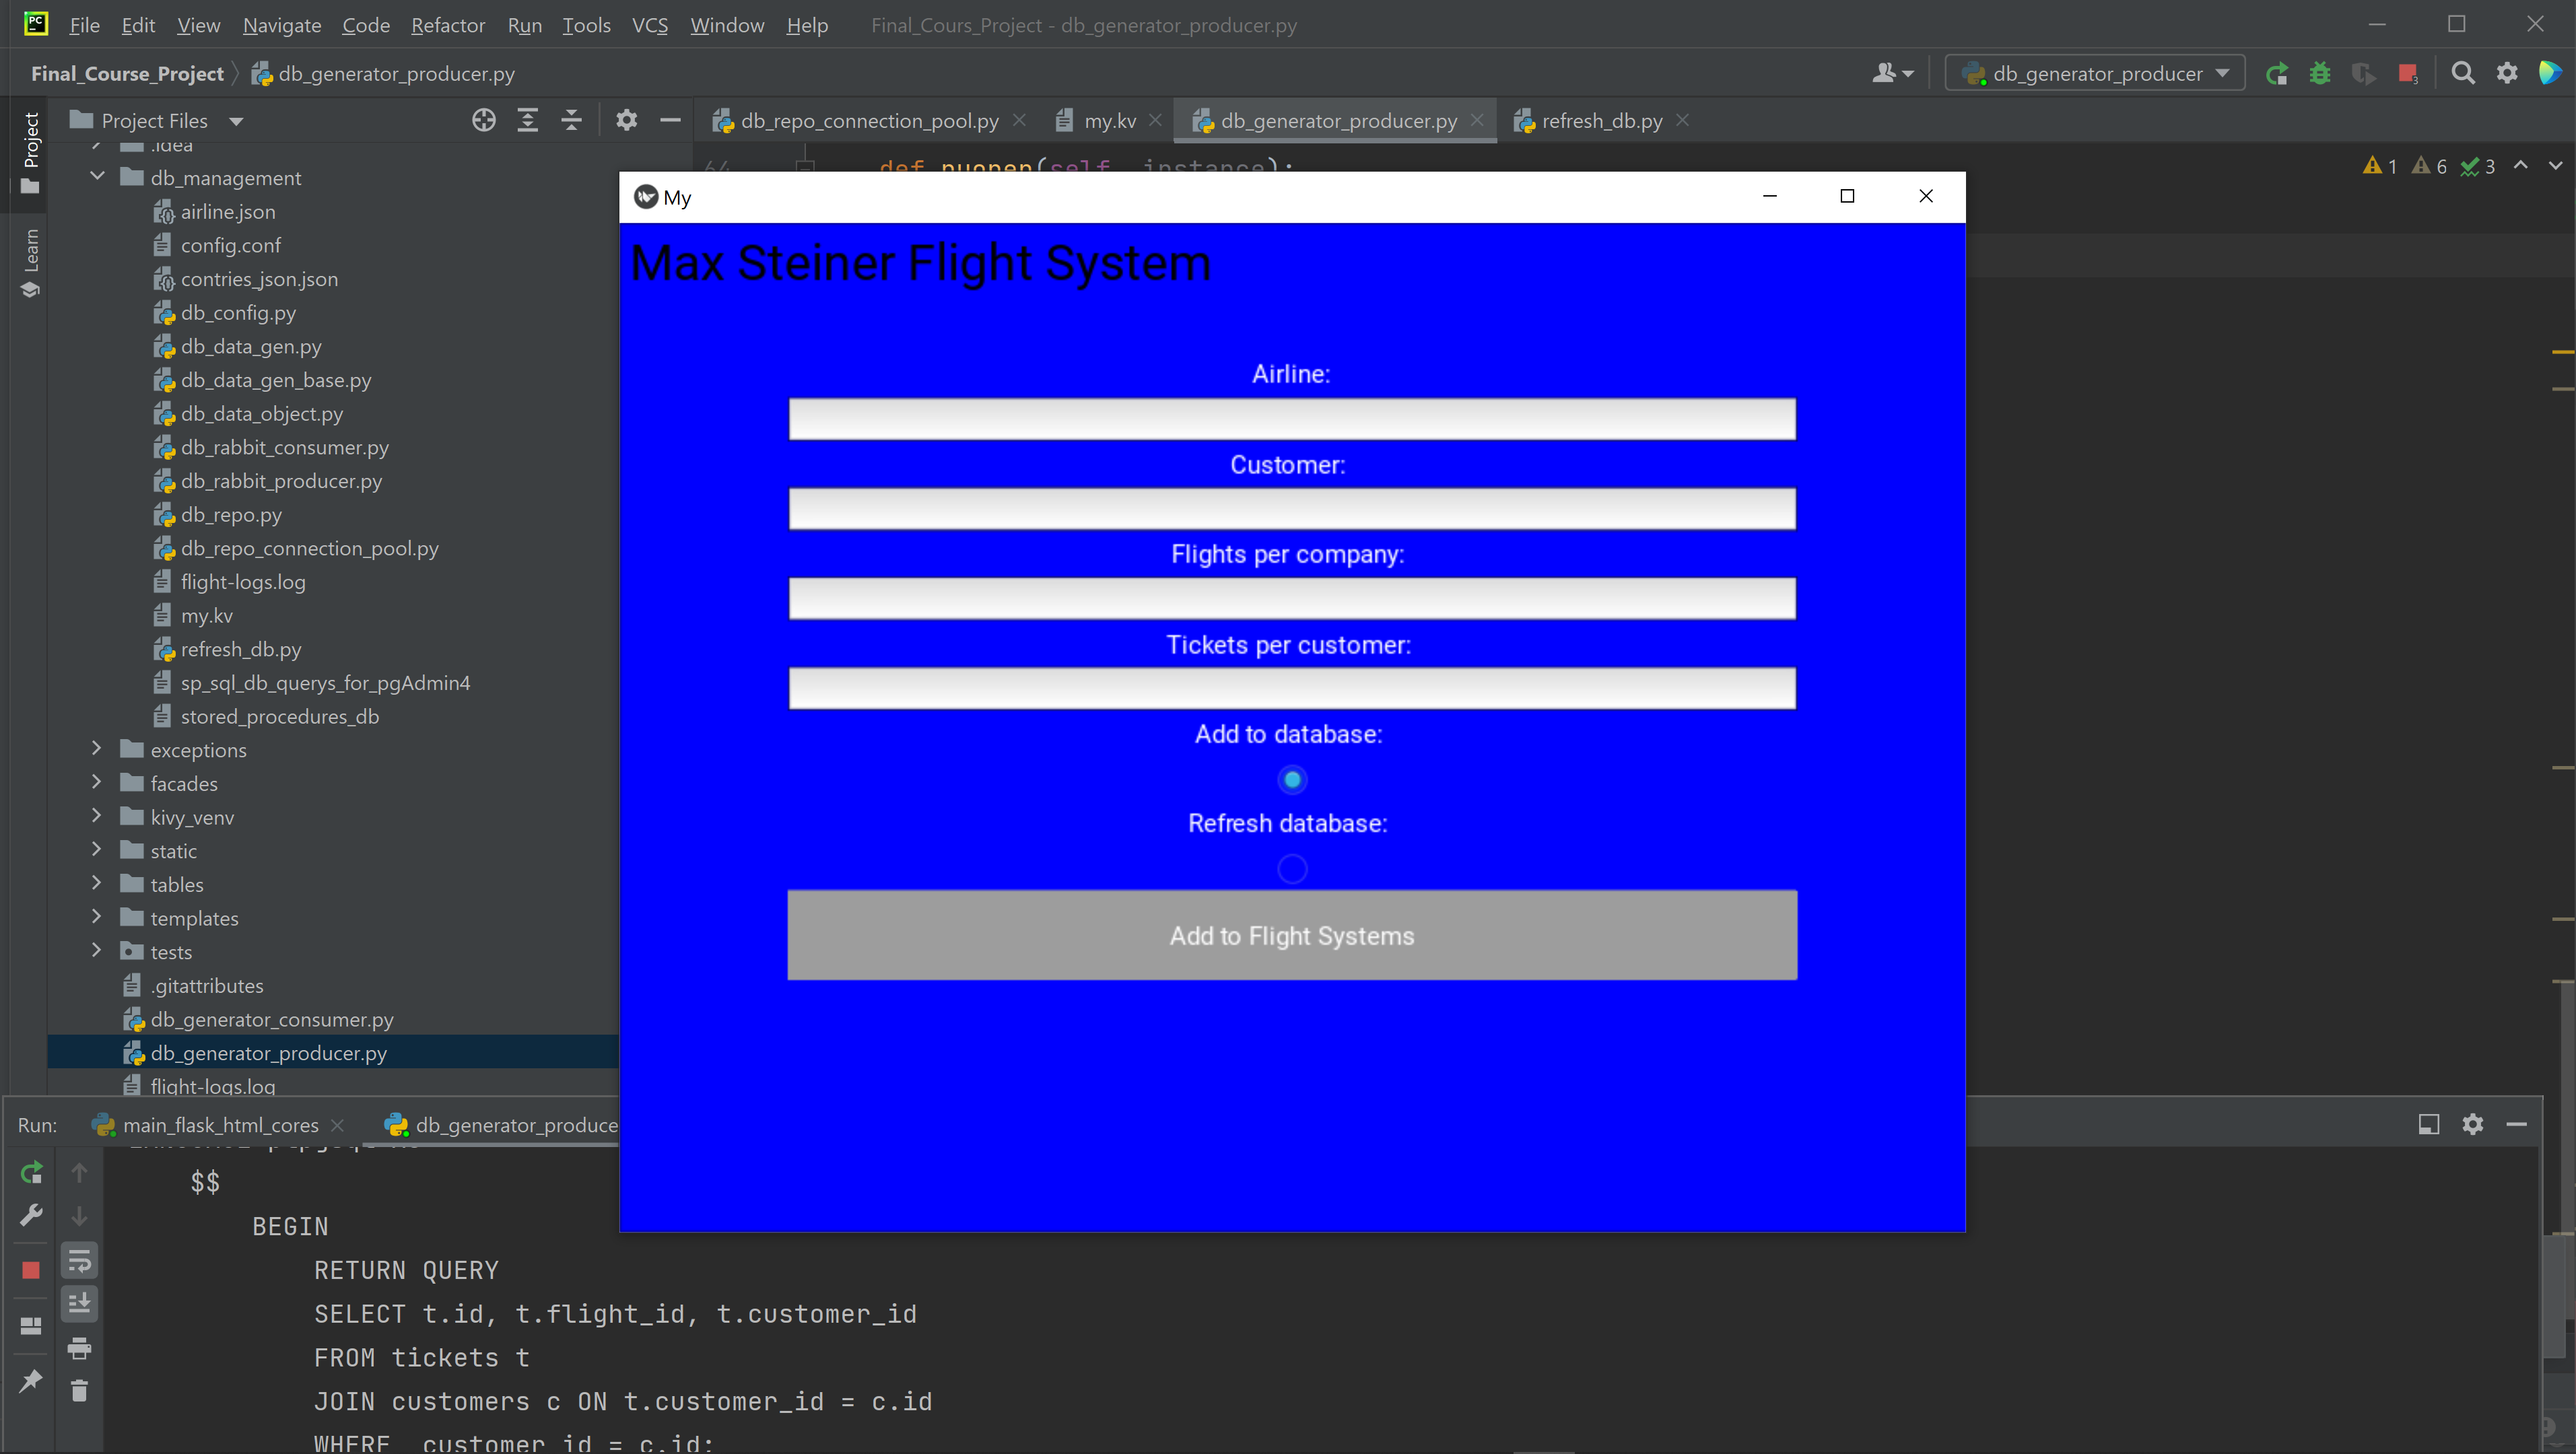 PC
File Edit View Navigate Code Refactor Run Tools VCS Window Help Final_Cours_Project - db_generator_producer.py
Final_Course_Project db_generator_producer.py db_generator_producer 3
Project
Learn
Project Files
.idea
db_management
airline.json
config.conf
contries_json.json
db_config.py
db_data_gen.py
db_data_gen_base.py
db_data_object.py
db_rabbit_consumer.py
db_rabbit_producer.py
db_repo.py
db_repo_connection_pool.py
flight-logs.log
my.kv
refresh_db.py
sp_sql_db_querys_for_pgAdmin4
stored_procedures_db
exceptions
facades
kivy_venv
static
tables
templates
tests
.gitattributes
db_generator_consumer.py
db_generator_producer.py
flight-logs.log
db_repo_connection_pool.py my.kv db_generator_producer.py refresh_db.py
64 def nugner(self, instance):
1 6 3
My
Max Steiner Flight System
Airline:
Customer:
Flights per company:
Tickets per customer:
Add to database:
Refresh database:
Add to Flight Systems
Run: main_flask_html_cores db_generator_produce
$$
BEGIN
RETURN QUERY
SELECT t.id, t.flight_id, t.customer_id
FROM tickets t
JOIN customers c ON t.customer_id = c.id
WHERE customer_id = c.id;